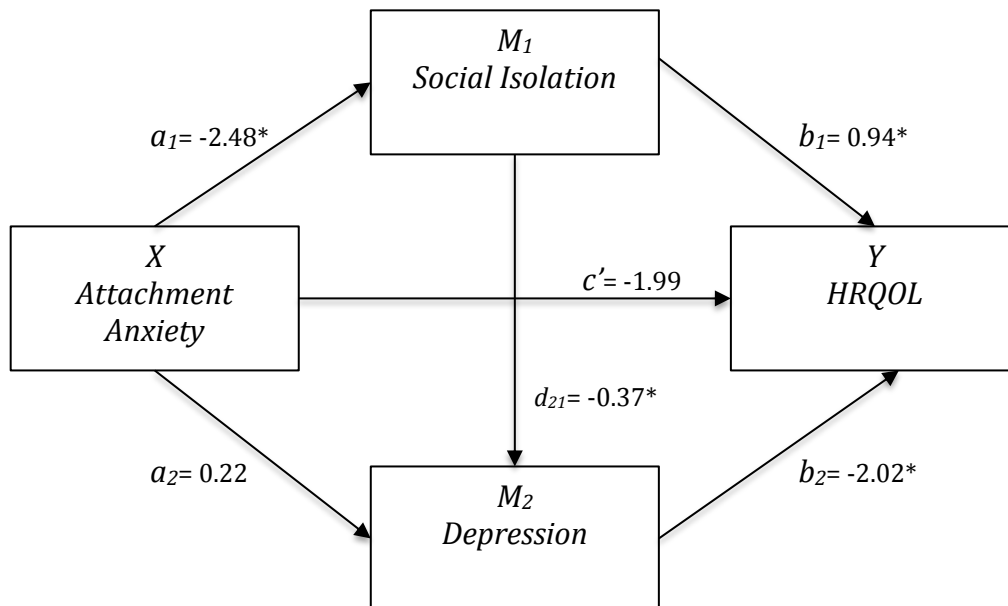 M1
Social Isolation
a1= -2.48*
b1= 0.94*
X
Attachment
Anxiety
c’= -1.99
Y
HRQOL
d21= -0.37*
a2= 0.22
b2= -2.02*
M2
Depression